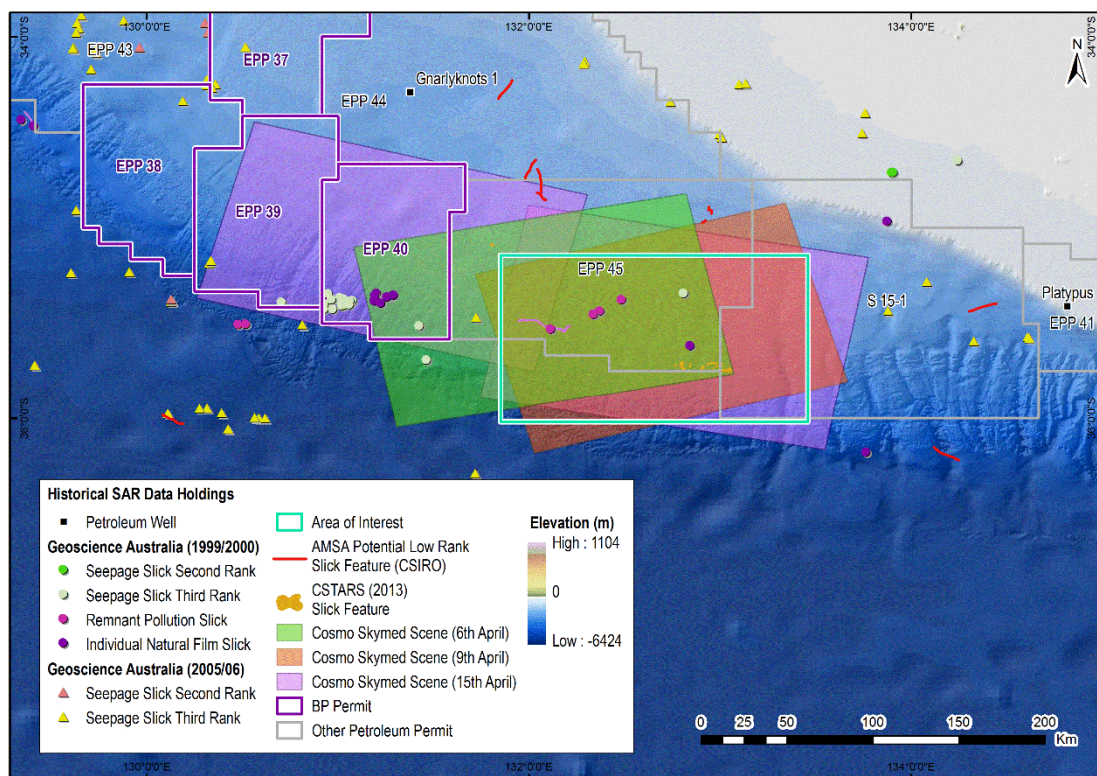 130°0'0"E
132°0'0"E
134°0'0"E
34°0'0"S
34°0'0"S
N
EPP 43
EPP 37
Gnarlyknots 1
EPP 44
EPP 38
EPP 39
EPP 40
EPP 45
S 15-1
Platypus
EPP 41
36°0'0"S
36°0'0"S
Historical SAR Data Holdings
Petroleum Well
Geoscience Australia (1999/2000)
Seepage Slick Second Rank
Seepage Slick Third Rank
Remnant Pollution Slick
Individual Natural Film Slick
Geoscience Australia (2005/06)
Seepage Slick Second Rank
Seepage Slick Third Rank
Area of Interest
AMSA Potential Low Rank
Slick Feature (CSIRO)
CSTARS (2013)
Slick Feature
Cosmo Skymed Scene (6th April)
Cosmo Skymed Scene (9th April)
Cosmo Skymed Scene (15th April)
BP Permit
Other Petroleum Permit
Elevation (m)
High : 1104
0
Low : -6424
0 25 50 100 150 200
Km
130°0'0"E
132°0'0"E
134°0'0"E